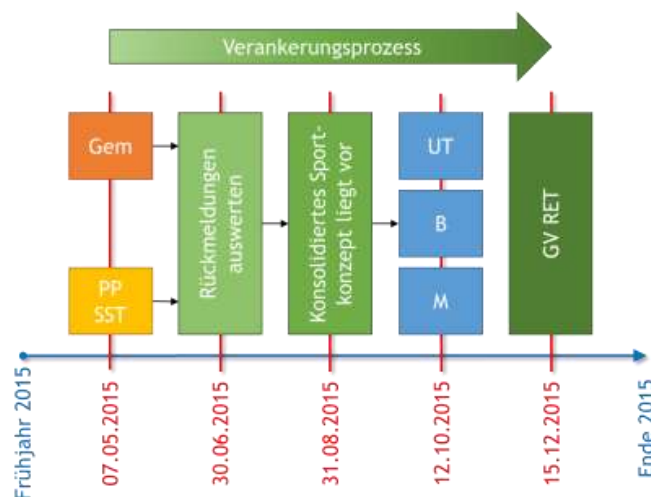 Verankerungsprozess
Gem
PP
SST
Rückmeldungen
auswerten
Konsolidiertes Sport-
konzept liegt vor
UT
B
M
GV RET
Frühjahr 2015
07.05.2015
30.06.2015
31.08.2015
12.10.2015
15.12.2015
Ende 2015